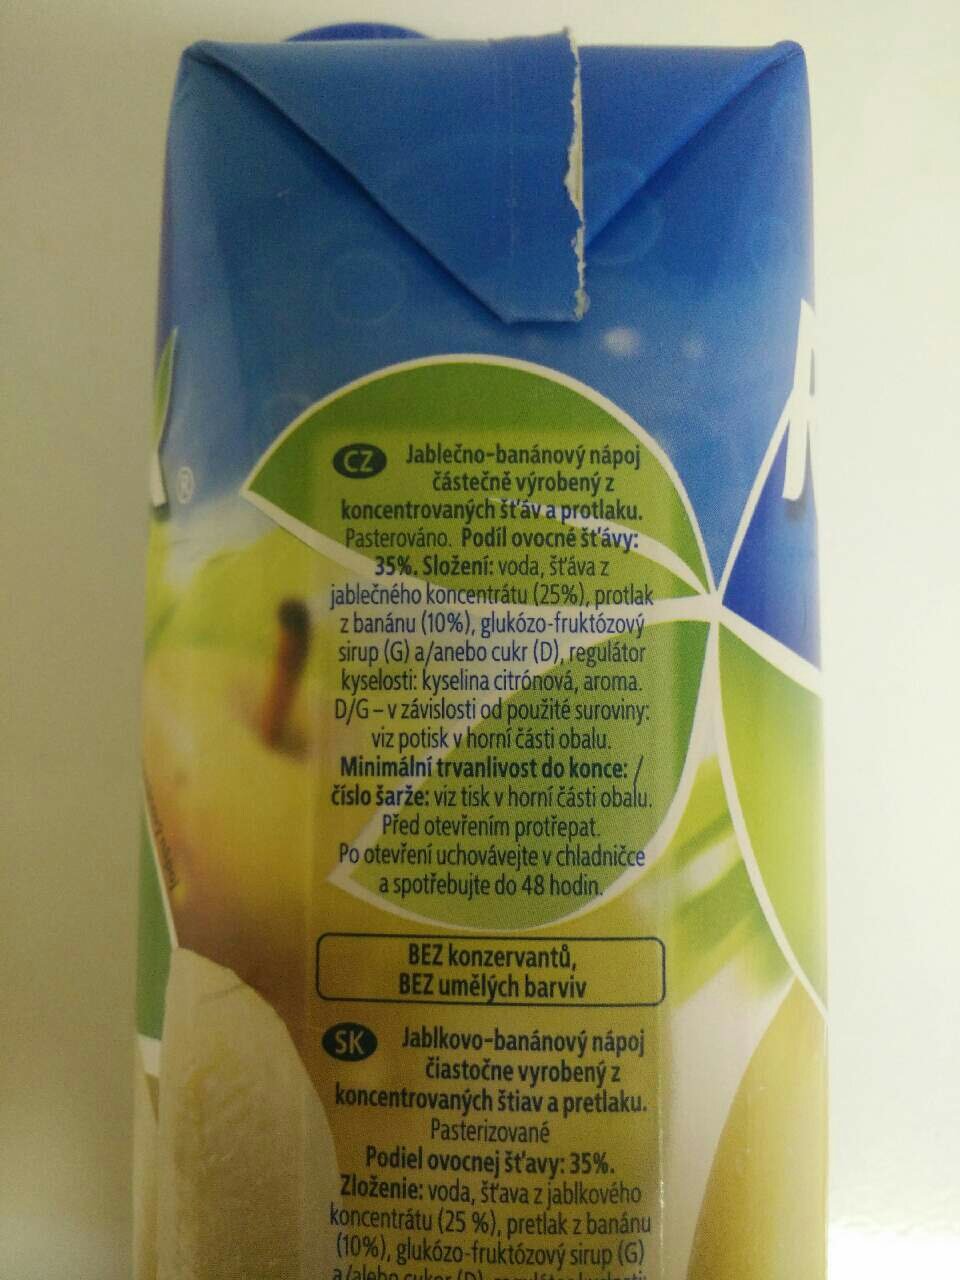 ®
CZ Jablečno-banánový nápoj
částečně výrobený z
koncentrovaných šťáv a protlaku.
Pasterováno. Podíl ovocné šťávy:
35%. Složení: voda, šťáva z
jablečného koncentrátu (25%), protlak
z banánu (10%), glukózo-fruktózový
sirup (G) a/anebo cukr (D), regulátor
kyselosti: kyselina citrónová, aroma.
D/G – v závislosti od použité suroviny:
viz potisk v horní části obalu.
Minimální trvanlivost do konce: /
číslo šarže: viz tisk v horní části obalu.
Před otevřením protřepat.
Po otevření uchovávejte v chladničce
a spotřebujte do 48 hodin.
BEZ konzervantů,
BEZ umělých barviv
SK Jablkovo-banánový nápoj
čiastočne vyrobený z
koncentrovaných štiav a pretlaku.
Pasterizované
Podiel ovocnej šťavy: 35%.
Zloženie: voda, šťava z jablkového
koncentrátu (25 %), pretlak z banánu
(10%), glukózo-fruktózový sirup (G)
a/alebo cukor (D),